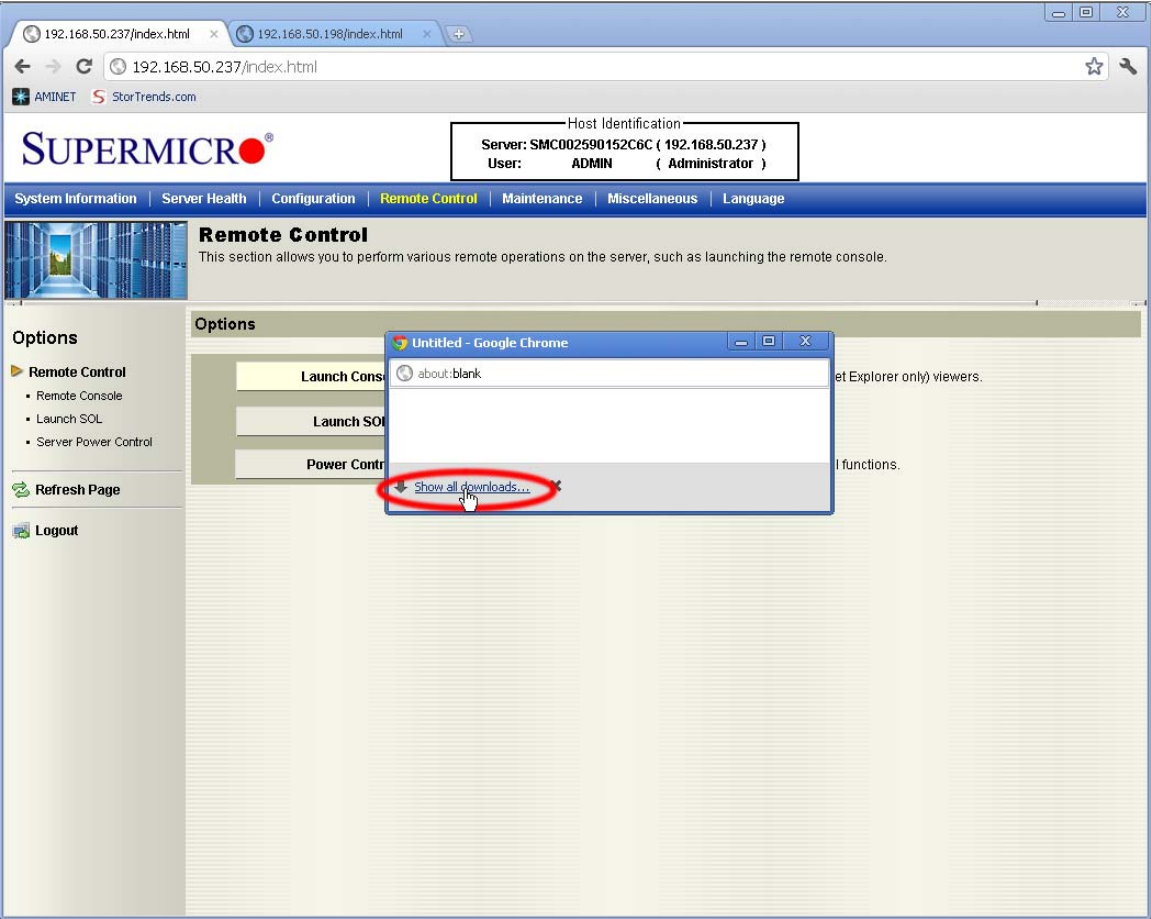 192.168.50.237/index.html
192.168.50.198/index.html
192.168.50.237/index.html
AMINET
StorTrends.com
SUPERMICRO®
Host Identification
Server: SMC002590152C6C ( 192.168.50.237 )
User: ADMIN ( Administrator )
System Information | Server Health | Configuration | Remote Control | Maintenance | Miscellaneous | Language
Remote Control
This section allows you to perform various remote operations on the server, such as launching the remote console.
Options
Remote Control
Remote Console
Launch SOL
Server Power Control
Refresh Page
Logout
Options
Launch
et Explorer only) viewers.
Launch SOL
Power
l functions.
Untitled - Google Chrome
about:blank
Show all downloads...